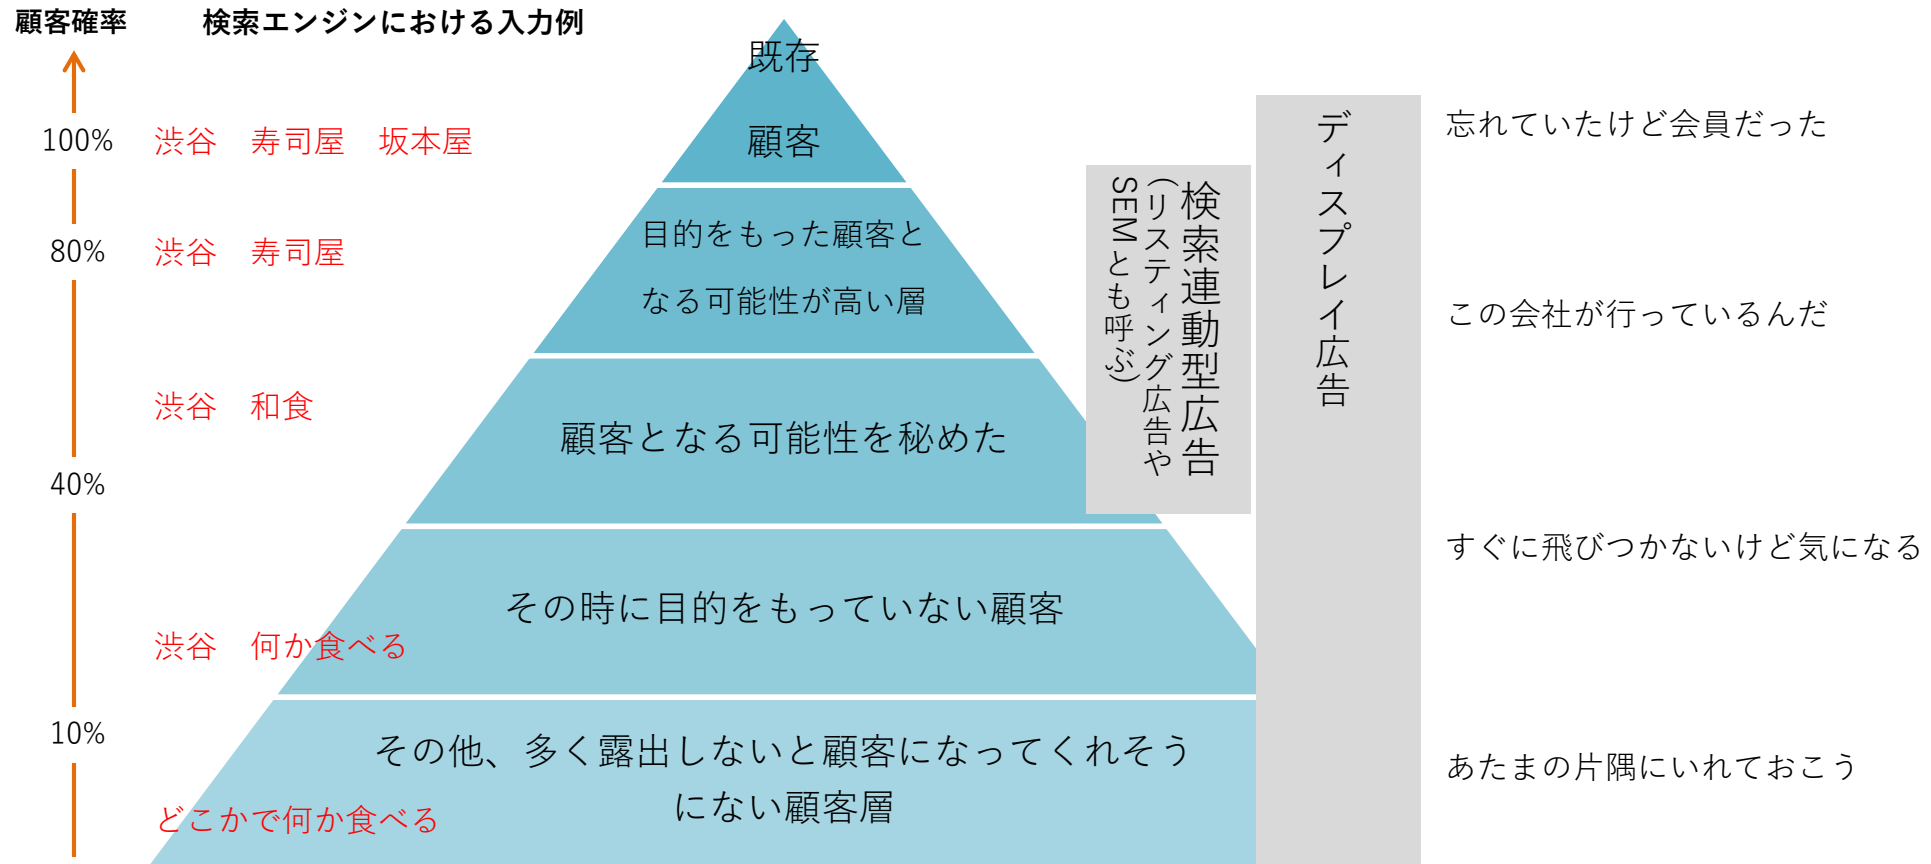 顧客確率
検索エンジンにおける入力例
100%
渋谷　寿司屋　坂本屋
80%
渋谷　寿司屋
渋谷　和食
40%
渋谷　何か食べる
10%
どこかで何か食べる
既存
顧客
目的をもった顧客と
なる可能性が高い層
顧客となる可能性を秘めた
その時に目的をもっていない顧客
その他、多く露出しないと顧客になってくれそう
にない顧客層
検索連動型広告
（リスティング広告や
SEMとも呼ぶ）
ディスプレイ広告
忘れていたけど会員だった
この会社が行っているんだ
すぐに飛びつかないけど気になる
あたまの片隅にいれておこう